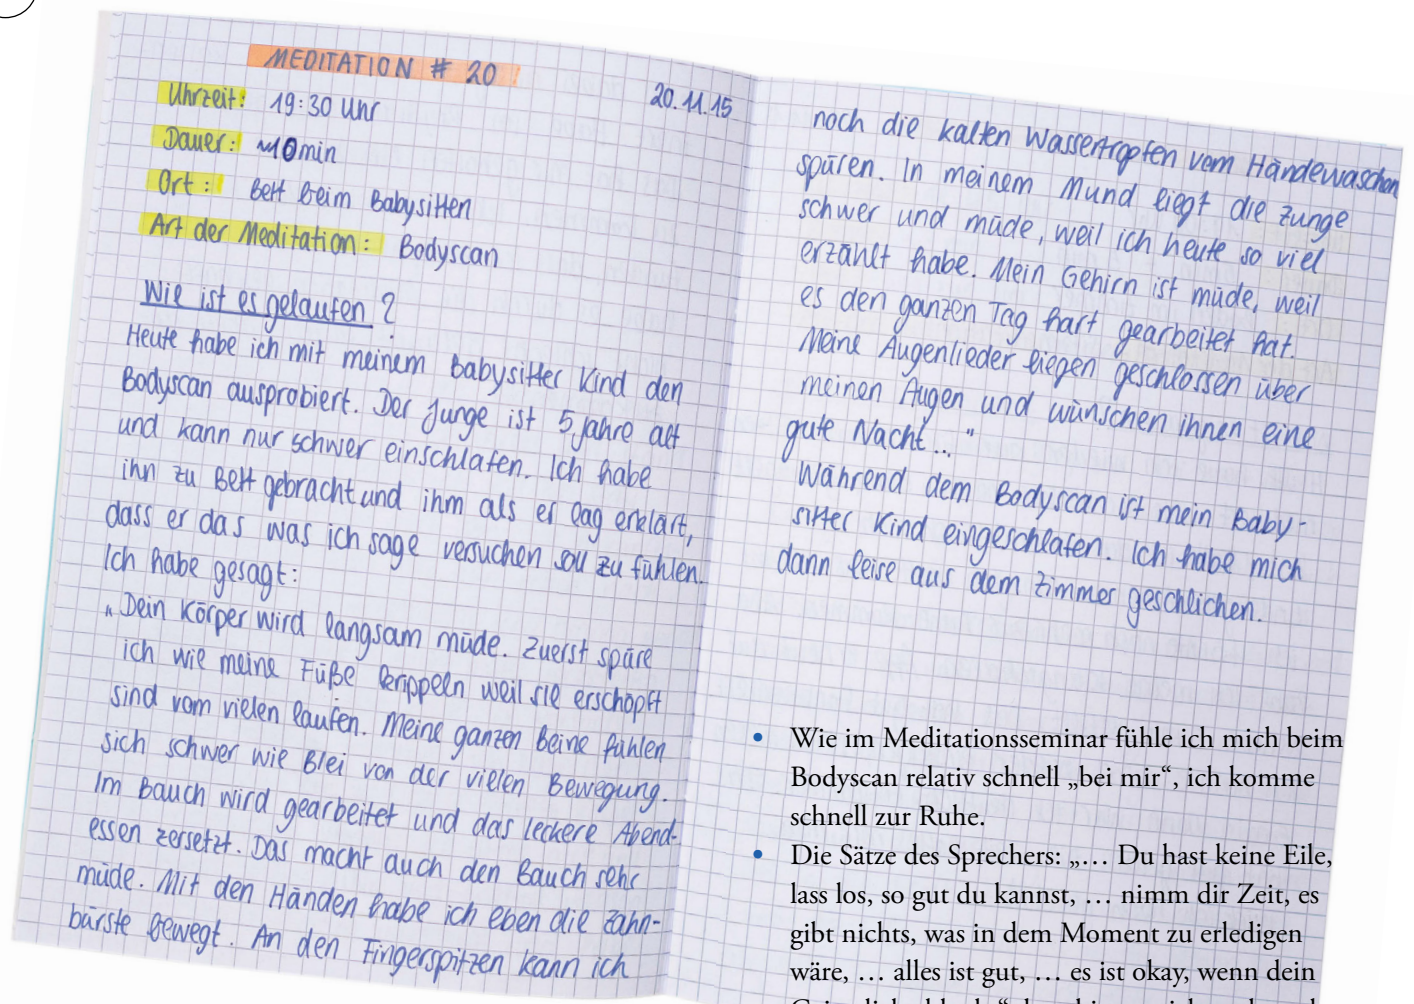 MEDITATION # 20
20.11.15
Uhrzeit: 19:30 Uhr
Dauer: ~10min
Ort: Bett beim Babysitten
Art der Meditation: Bodyscan
Wie ist es gelaufen?
Heute habe ich mit meinem Babysitter Kind den
Bodyscan ausprobiert. Der Junge ist 5 Jahre alt
und kann nur schwer einschlafen. Ich habe
ihn zu Bett gebracht und ihm als er lag erklärt,
dass er das was ich sage versuchen soll zu fühlen.
Ich habe gesagt:
„Dein Körper wird langsam müde. Zuerst spüre
ich wie meine Füße krippeln weil sie erschöpft
sind vom vielen laufen. Meine ganzen Beine fühlen
sich schwer wie Blei von der vielen Bewegung.
Im Bauch wird gearbeitet und das leckere Abend-
essen zersetzt. Das macht auch den Bauch sehr
müde. Mit den Händen habe ich eben die Zahn-
bürste bewegt. An den Fingerspitzen kann ich
noch die kalten Wassertropfen vom Händewaschen
spüren. In meinem Mund liegt die Zunge
schwer und müde, weil ich heute so viel
erzählt habe. Mein Gehirn ist müde, weil
es den ganzen Tag hart gearbeitet hat.
Meine Augenlieder liegen geschlossen über
meinen Augen und wünschen ihnen eine
gute Nacht..."
Während dem Bodyscan ist mein Baby-
sitter Kind eingeschlafen. Ich habe mich
dann leise aus dem Zimmer geschlichen.
• Wie im Meditationsseminar fühle ich mich beim
Bodyscan relativ schnell „bei mir“, ich komme
schnell zur Ruhe.
• Die Sätze des Sprechers: „… Du hast keine Eile,
lass los, so gut du kannst, … nimm dir Zeit, es
gibt nichts, was in dem Moment zu erledigen
wäre, … alles ist gut, … es ist okay, wenn dein